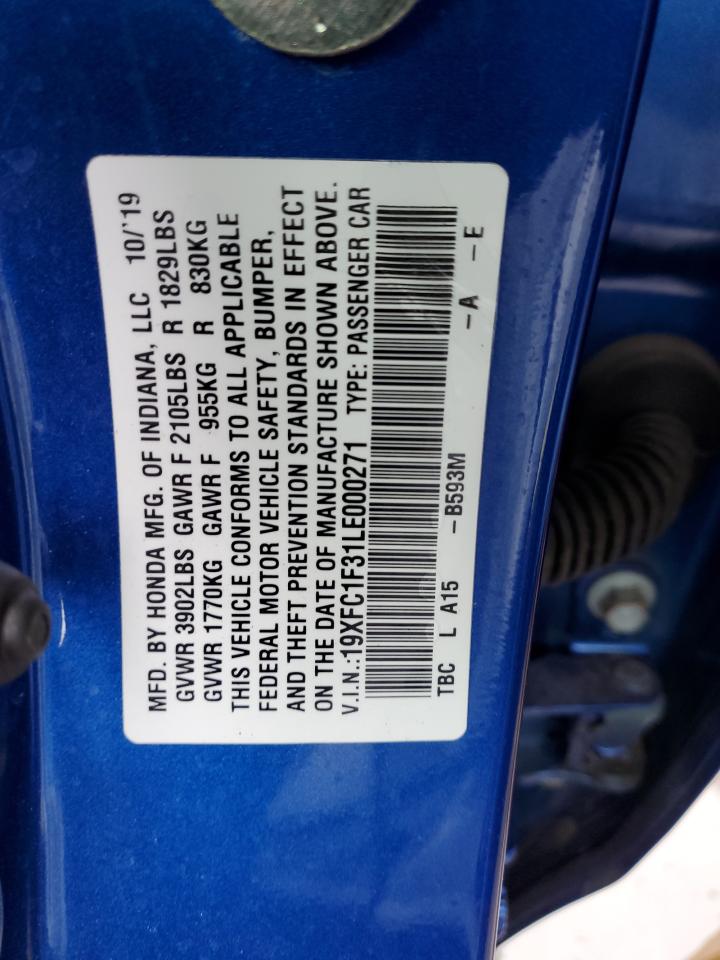 MFD. BY HONDA MFG. OF INDIANA, LLC 10/'19
GVWR 3902LBS GAWR F 2105LBS R 1829LBS
GVWR 1770KG GAWR F 955KG R 830KG
THIS VEHICLE CONFORMS TO ALL APPLICABLE
FEDERAL MOTOR VEHICLE SAFETY, BUMPER,
AND THEFT PREVENTION STANDARDS IN EFFECT
ON THE DATE OF MANUFACTURE SHOWN ABOVE.
V.I.N.:19XFC1F31LE000271 TYPE: PASSENGER CAR
TBC L A15 -B593M -A -E